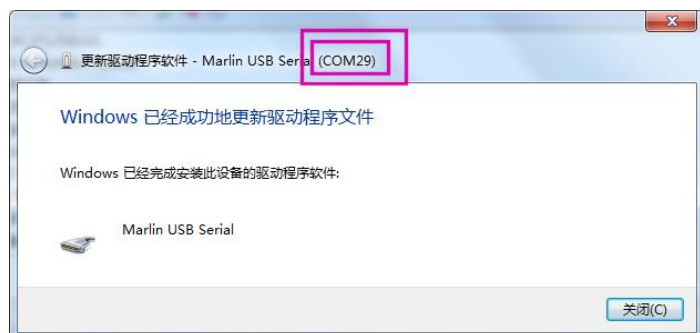 更新驱动程序软件 - Marlin USB Serial (COM29)
Windows 已经成功地更新驱动程序文件
Windows 已经完成安装此设备的驱动程序软件:
Marlin USB Serial
关闭(C)